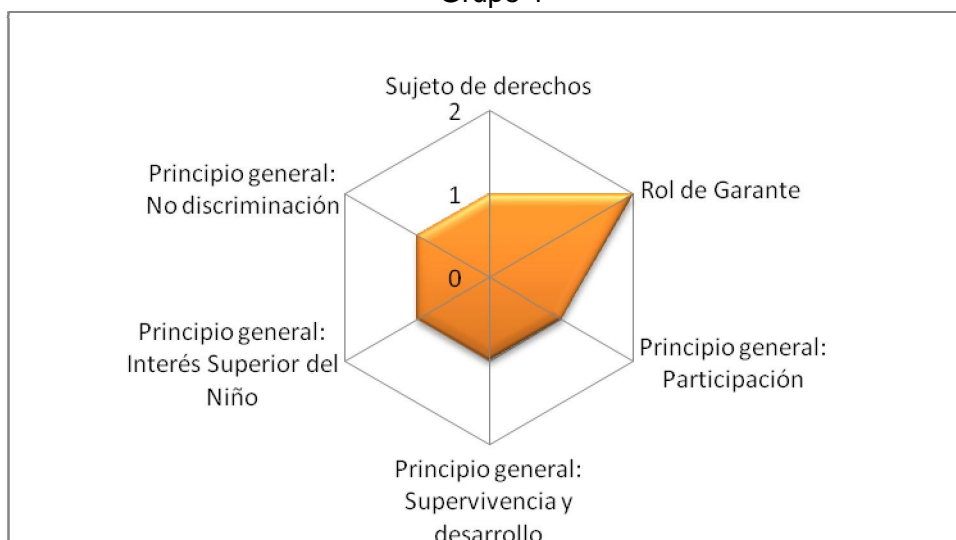 Sujeto de derechos
2
Principio general:
No discriminación
1
Rol de Garante
0
Principio general:
Interés Superior del
Niño
Principio general:
Participación
Principio general:
Supervivencia y
desarrollo